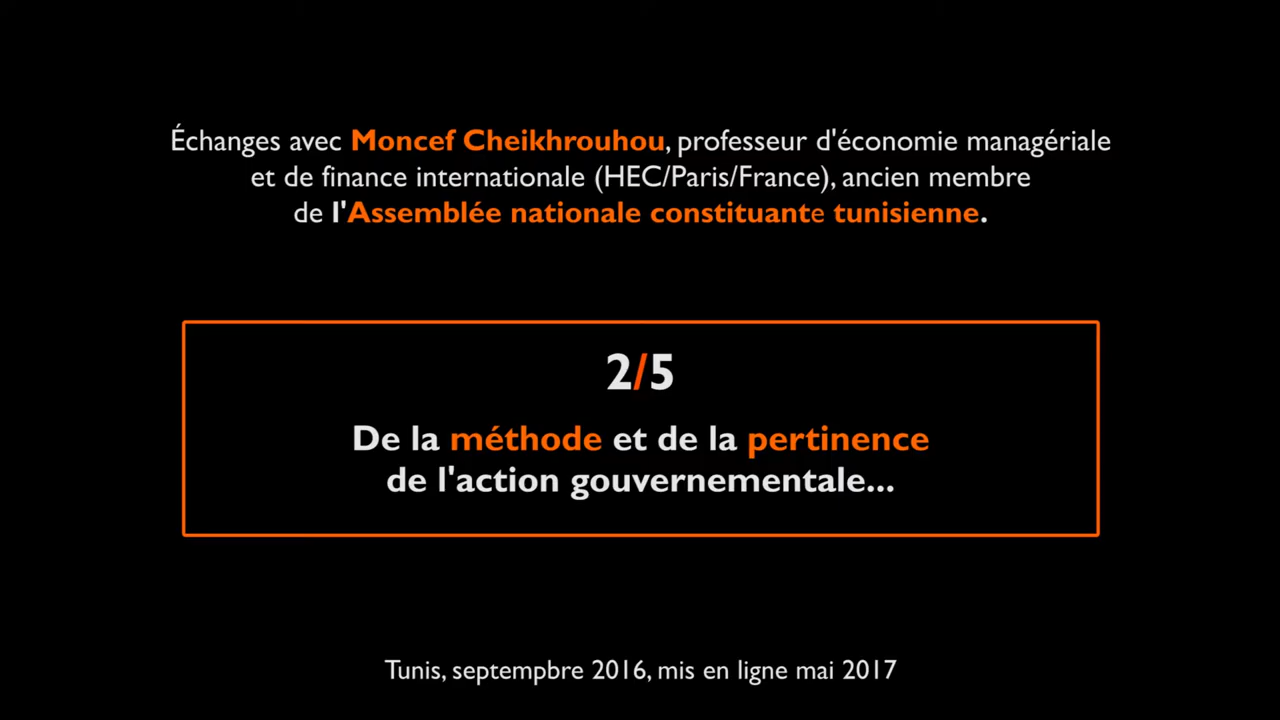 Échanges avec Moncef Cheikhrouhou, professeur d'économie managériale
et de finance internationale (HEC/Paris/France), ancien membre
de l'Assemblée nationale constituante tunisienne.
2/5
De la méthode et de la pertinence
de l'action gouvernementale...
Tunis, septempbre 2016, mis en ligne mai 2017